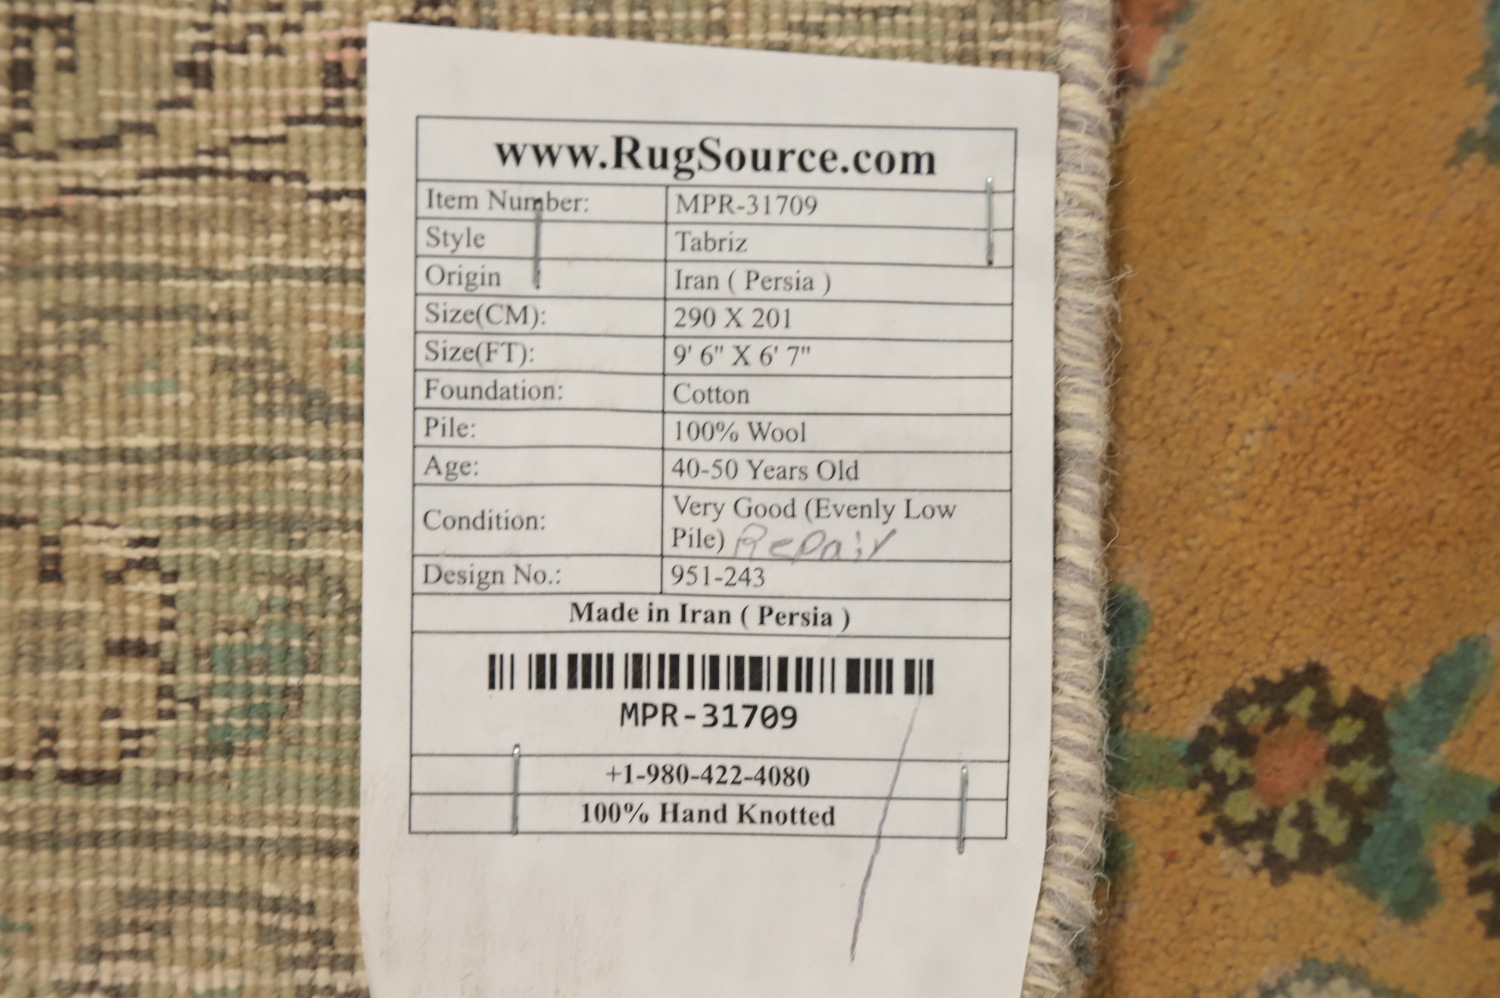 www.RugSource.com
Item Number: MPR-31709
Style Tabriz
Origin Iran ( Persia )
Size(CM): 290 X 201
Size(FT): 9' 6" X 6' 7"
Foundation: Cotton
Pile: 100% Wool
Age: 40-50 Years Old
Condition: Very Good (Evenly Low
Pile) Repair
Design No.: 951-243
Made in Iran ( Persia )
MPR-31709
+1-980-422-4080
100% Hand Knotted